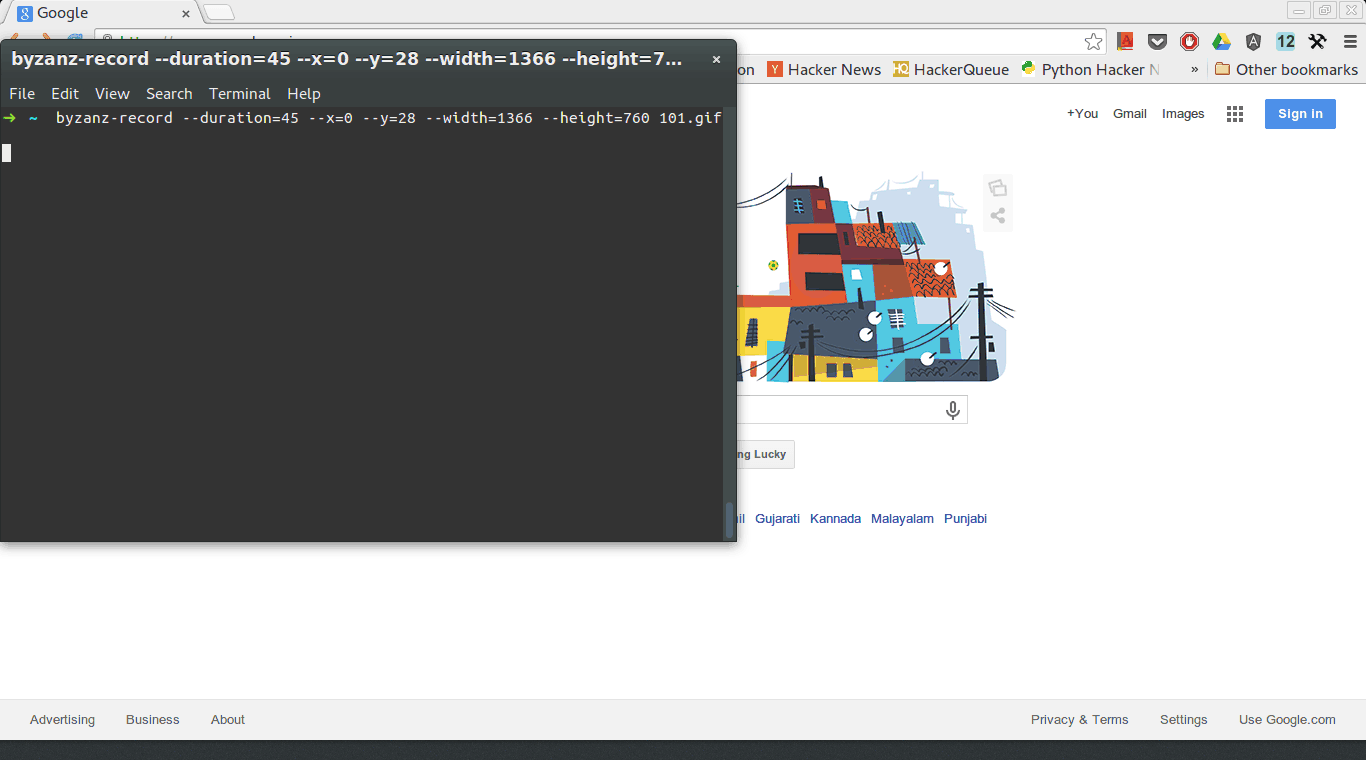 Google
byzanz-record --duration=45 --x=0 --y=28 --width=1366 --height=7...
12
Hacker News HQ HackerQueue Python Hacker N » Other bookmarks
File Edit View Search Terminal Help
➜ ~ byzanz-record --duration=45 --x=0 --y=28 --width=1366 --height=760 101.gif
+You Gmail Images Sign in
ng Lucky
Gujarati Kannada Malayalam Punjabi
Advertising Business About Privacy & Terms Settings Use Google.com